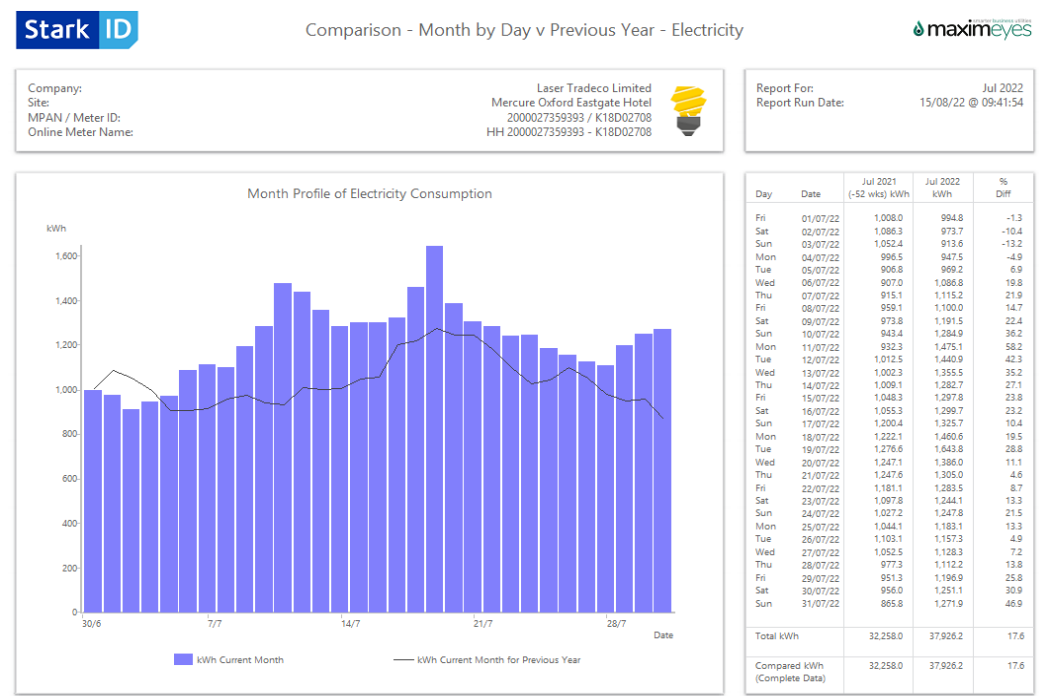 Stark ID
Comparison - Month by Day v Previous Year - Electricity
smarter business utilities
maximeyes
Company: Laser Tradeco Limited
Site: Mercure Oxford Eastgate Hotel
MPAN / Meter ID: 2000027359393 / K18D02708
Online Meter Name: HH 2000027359393 - K18D02708
Report For: Jul 2022
Report Run Date: 15/08/22 @ 09:41:54
Month Profile of Electricity Consumption
kWh
1,600
1,400
1,200
1,000
800
600
400
200
0
30/6 7/7 14/7 21/7 28/7
Date
kWh Current Month kWh Current Month for Previous Year
Jul 2021 Jul 2022 %
Day Date (-52 wks) kWh kWh Diff
Fri 01/07/22 1,008.0 994.8 -1.3
Sat 02/07/22 1,086.3 973.7 -10.4
Sun 03/07/22 1,052.4 913.6 -13.2
Mon 04/07/22 996.5 947.5 -4.9
Tue 05/07/22 906.8 969.2 6.9
Wed 06/07/22 907.0 1,086.8 19.8
Thu 07/07/22 915.1 1,115.2 21.9
Fri 08/07/22 959.1 1,100.0 14.7
Sat 09/07/22 973.8 1,191.5 22.4
Sun 10/07/22 943.4 1,284.9 36.2
Mon 11/07/22 932.3 1,475.1 58.2
Tue 12/07/22 1,012.5 1,440.9 42.3
Wed 13/07/22 1,002.3 1,355.5 35.2
Thu 14/07/22 1,009.1 1,282.7 27.1
Fri 15/07/22 1,048.3 1,297.8 23.8
Sat 16/07/22 1,055.3 1,299.7 23.2
Sun 17/07/22 1,200.4 1,325.7 10.4
Mon 18/07/22 1,222.1 1,460.6 19.5
Tue 19/07/22 1,276.6 1,643.8 28.8
Wed 20/07/22 1,247.1 1,386.0 11.1
Thu 21/07/22 1,247.6 1,305.0 4.6
Fri 22/07/22 1,181.1 1,283.5 8.7
Sat 23/07/22 1,097.8 1,244.1 13.3
Sun 24/07/22 1,027.2 1,247.8 21.5
Mon 25/07/22 1,044.1 1,183.1 13.3
Tue 26/07/22 1,103.1 1,157.3 4.9
Wed 27/07/22 1,052.5 1,128.3 7.2
Thu 28/07/22 977.3 1,112.2 13.8
Fri 29/07/22 951.3 1,196.9 25.8
Sat 30/07/22 956.0 1,251.1 30.9
Sun 31/07/22 865.8 1,271.9 46.9
Total kWh 32,258.0 37,926.2 17.6
Compared kWh 32,258.0 37,926.2 17.6
(Complete Data)